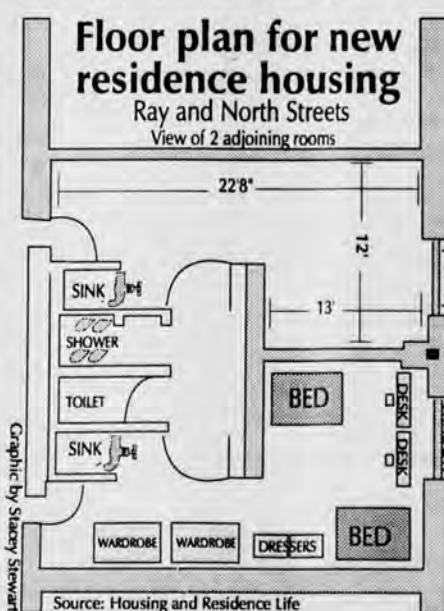 Floor plan for new
residence housing
Ray and North Streets
View of 2 adjoining rooms
22'8"
12'
13'
SINK
SHOWER
TOILET
SINK
BED
DESK
DESK
WARDROBE
WARDROBE
DRESSERS
BED
Graphic by Stacey Stewart
Source: Housing and Residence Life